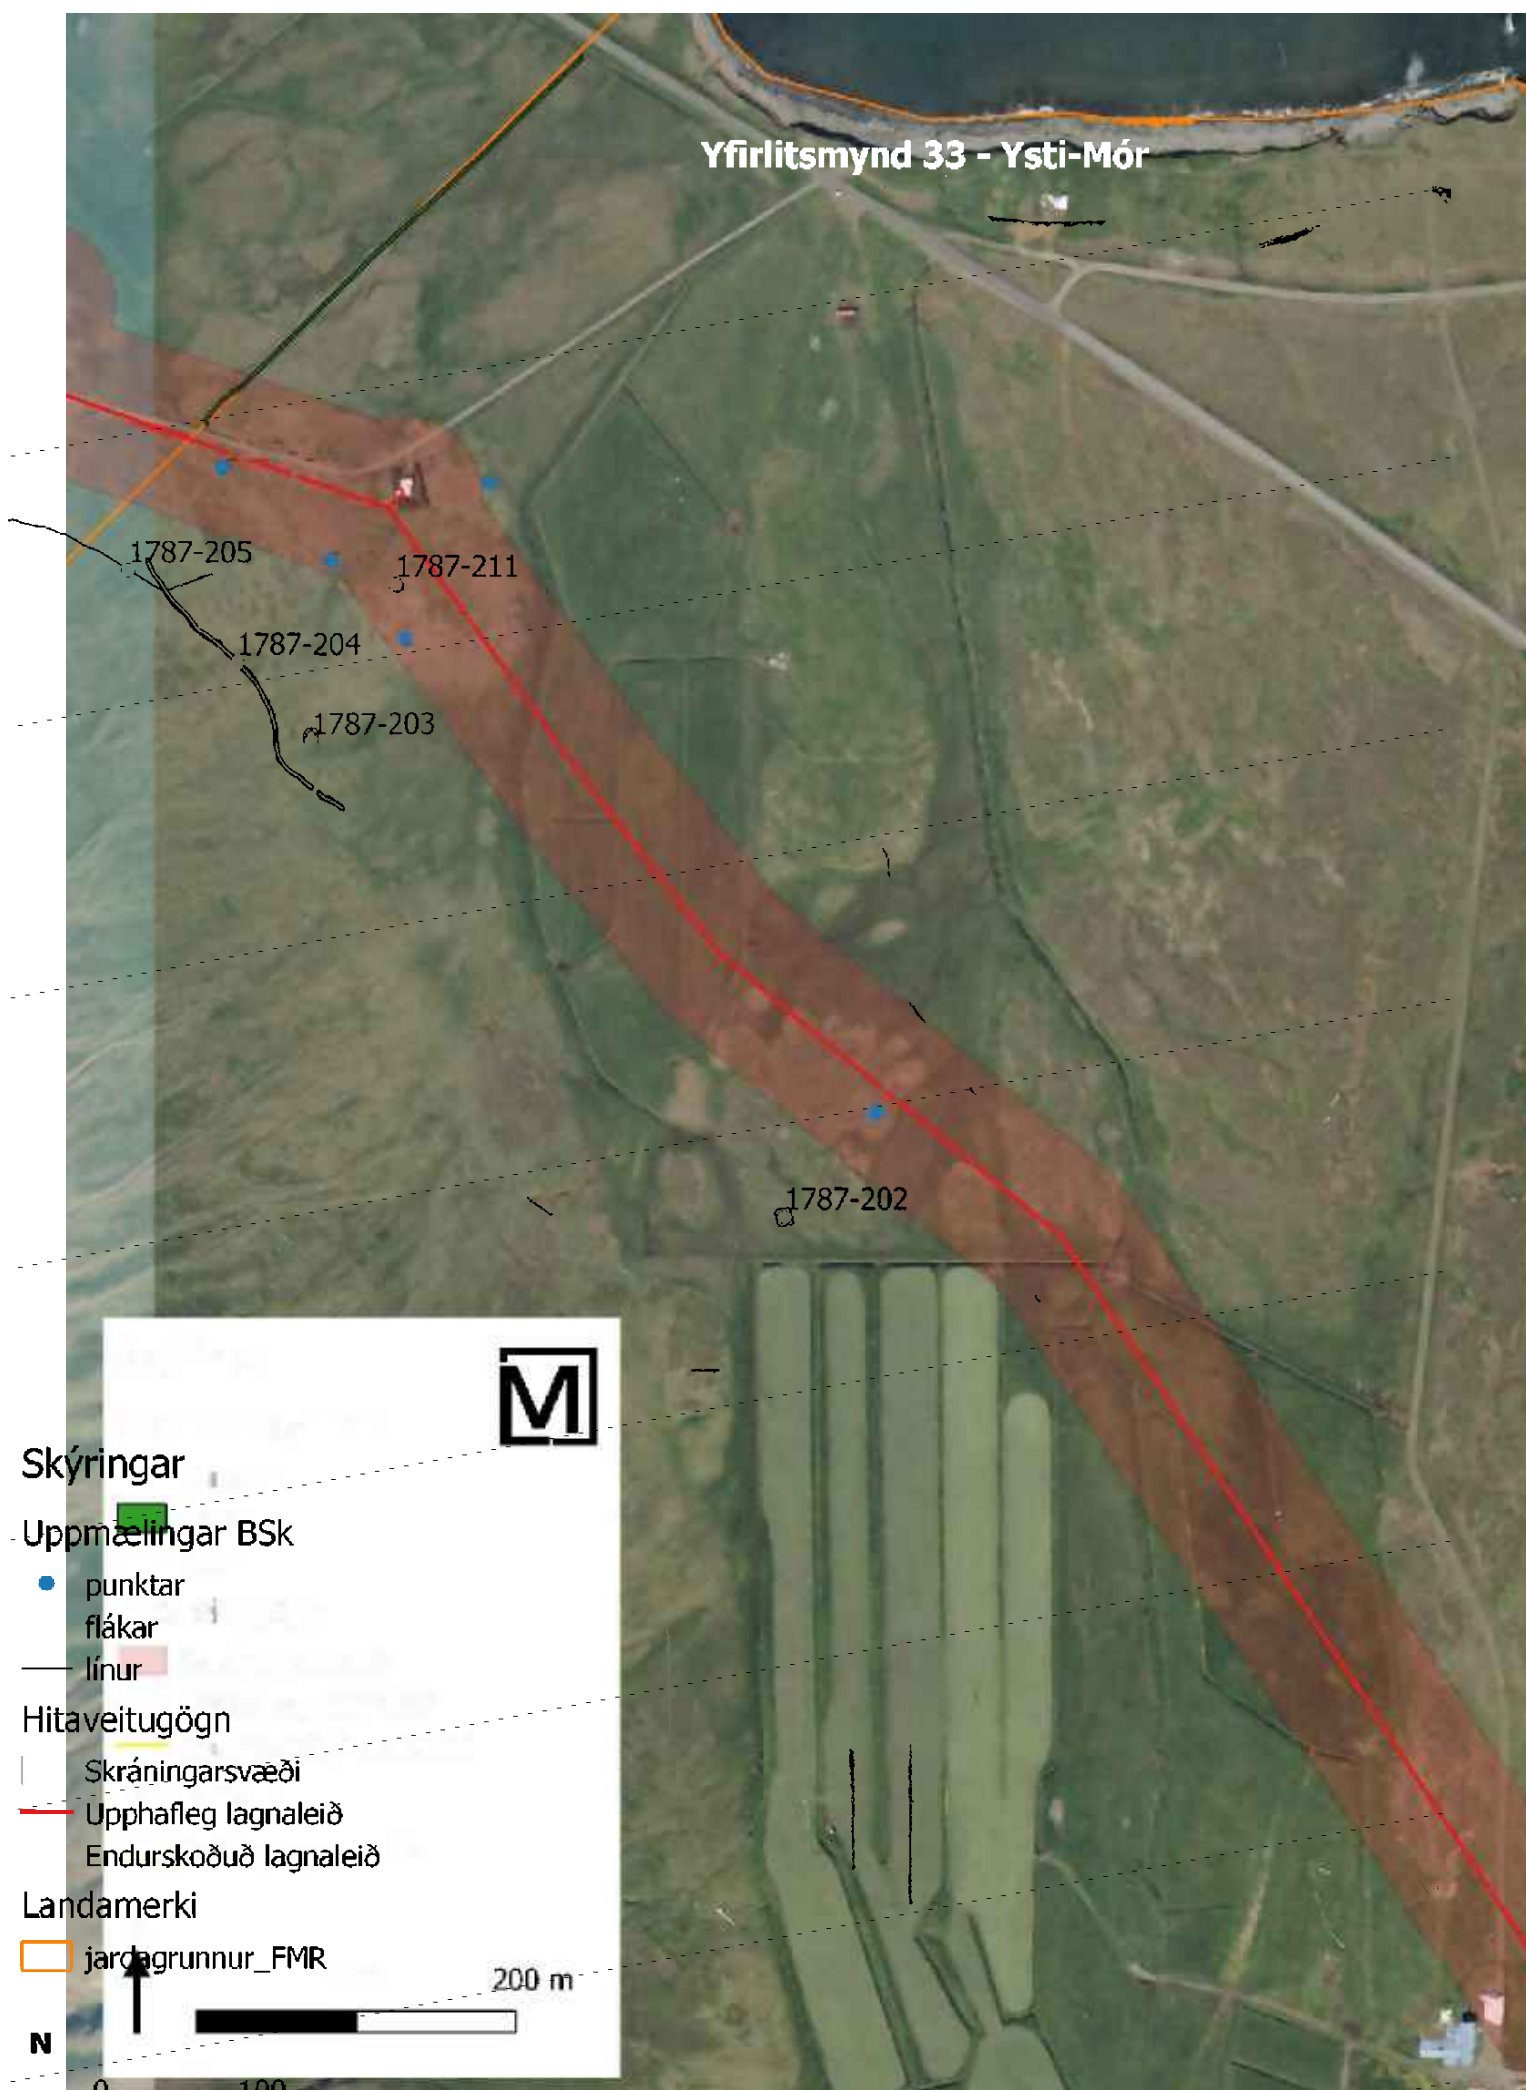 Yfirlitsmynd 33 - Ysti-Mór
1787-205
1787-211
1787-204
1787-203
1787-202
M
Skýringar
Uppmælingar BSk
punktar
flákar
línur
Hitaveitugögn
Skráningarsvæði
Upphafleg lagnaleið
Endurskoðuð lagnaleið
Landamerki
jardagrunnur_FMR
200 m
N
0 100